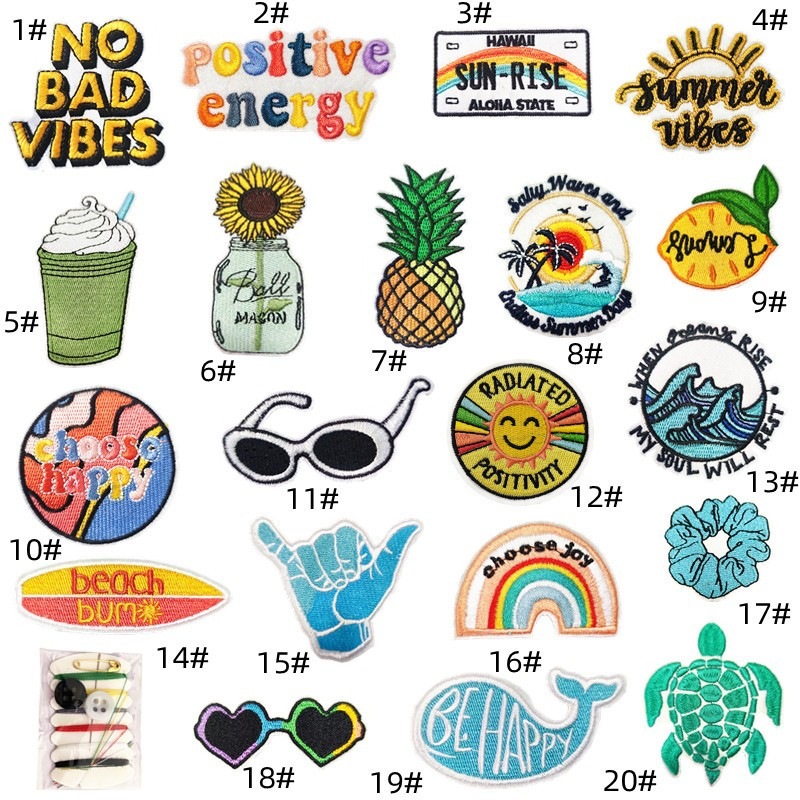 1#
NO
BAD
VIBES
2#
positive
energy
3#
HAWAII
SUN-RISE
ALOHA STATE
4#
summer
vibes
5#
6#
Ball
MASON
7#
8#
Salty Waves and
Endless Summer Days
9#
Lemons
10#
choose
happy
11#
12#
RADIATED
POSITIVITY
13#
WHEN OceanS RISE
MY SOUL WILL REST
14#
beach
bum
15#
16#
choose joy
17#
18#
19#
BE HAPPY
20#